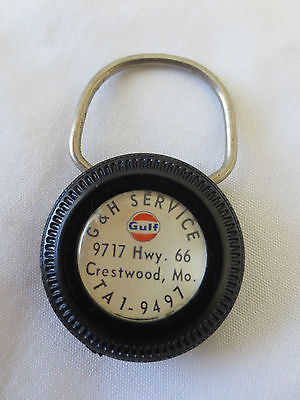 G&H SERVICE
Gulf
9717 Hwy. 66
Crestwood, Mo.
TA1-9497